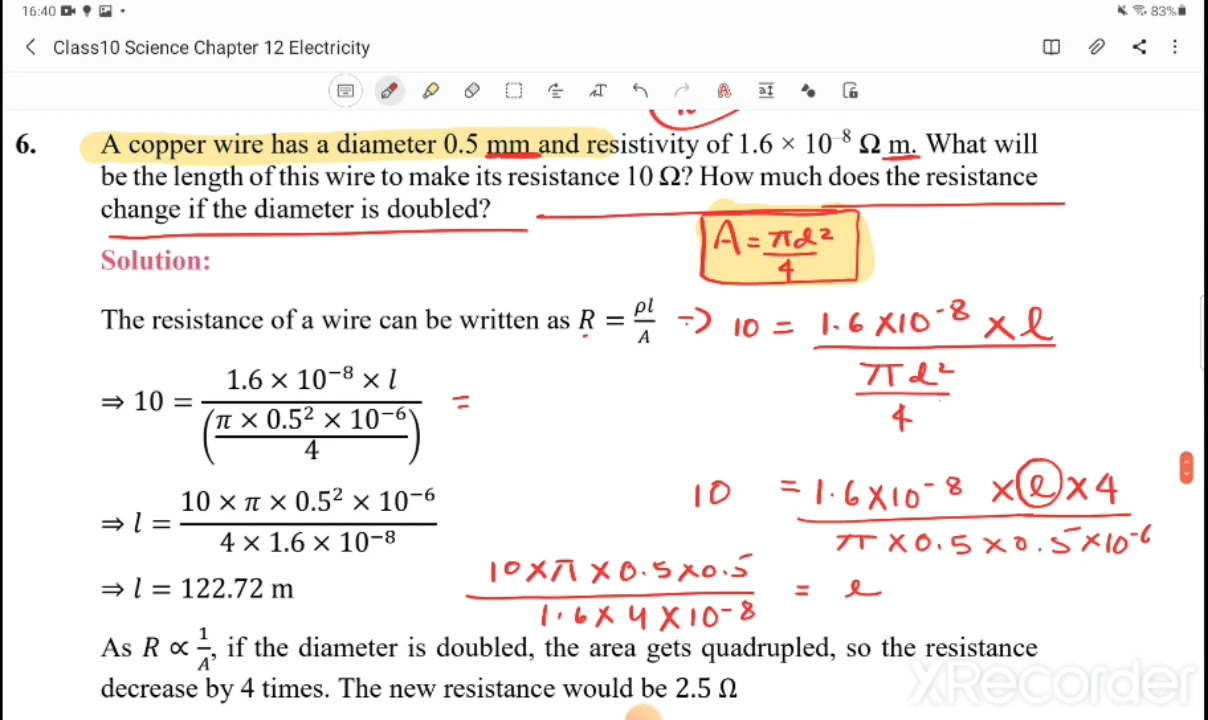 16:40 83%
Class10 Science Chapter 12 Electricity
6. A copper wire has a diameter 0.5 mm and resistivity of 1.6 × 10⁻⁸ Ω m. What will
be the length of this wire to make its resistance 10 Ω? How much does the resistance
change if the diameter is doubled?
A = πd²/4
Solution:
The resistance of a wire can be written as R = ρl/A ⇒ 10 = 1.6 × 10⁻⁸ × l / (πd²/4)
⇒ 10 = 1.6 × 10⁻⁸ × l / (π × 0.5² × 10⁻⁶ / 4) =
10 = 1.6 × 10⁻⁸ × l × 4 / π × 0.5 × 0.5 × 10⁻⁶
⇒ l = 10 × π × 0.5² × 10⁻⁶ / 4 × 1.6 × 10⁻⁸
10 × π × 0.5 × 0.5 / 1.6 × 4 × 10⁻⁸ = l
⇒ l = 122.72 m
As R ∝ 1/A, if the diameter is doubled, the area gets quadrupled, so the resistance
decrease by 4 times. The new resistance would be 2.5 Ω
XRecorder